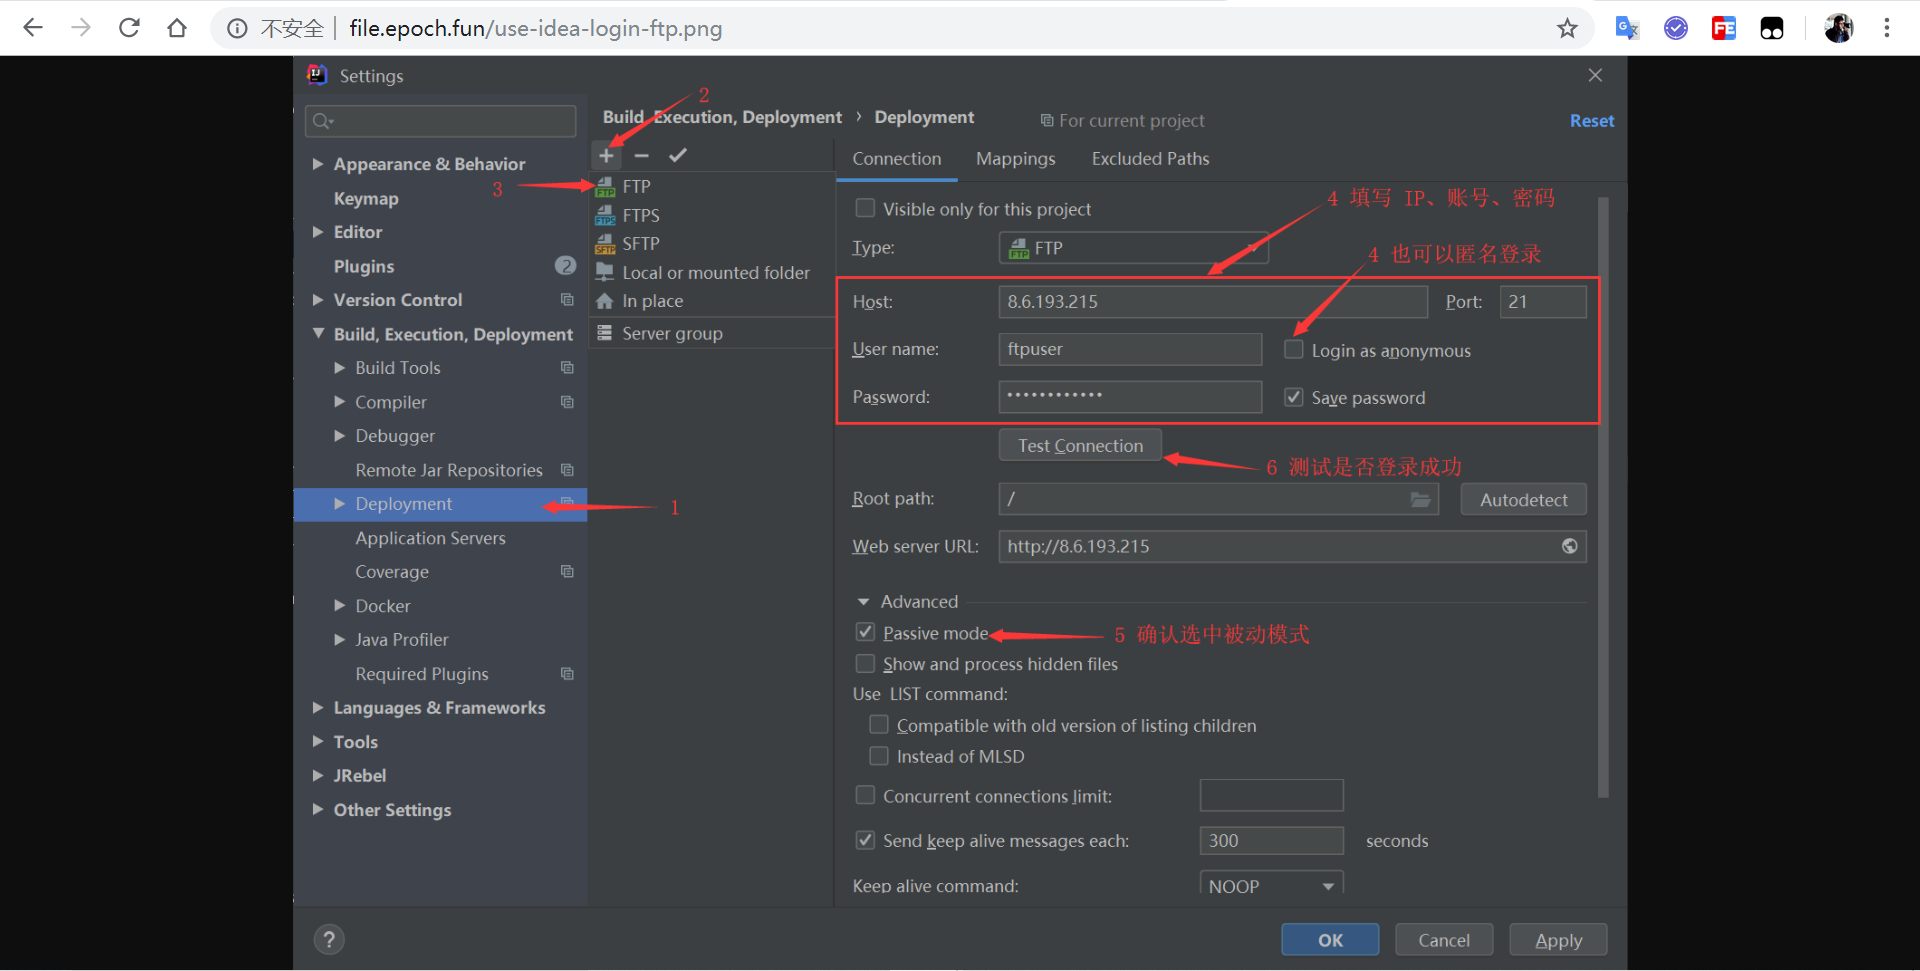 不安全 | file.epoch.fun/use-idea-login-ftp.png
Settings
Appearance & Behavior
Keymap
Editor
Plugins 2
Version Control
Build, Execution, Deployment
Build Tools
Compiler
Debugger
Remote Jar Repositories
Deployment
1
Application Servers
Coverage
Docker
Java Profiler
Required Plugins
Languages & Frameworks
Tools
JRebel
Other Settings
2
Build, Execution, Deployment › Deployment
For current project
Reset
3
FTP
FTPS
SFTP
Local or mounted folder
In place
Server group
Connection Mappings Excluded Paths
Visible only for this project
4 填写 IP、账号、密码
Type: FTP
4 也可以匿名登录
Host: 8.6.193.215 Port: 21
User name: ftpuser Login as anonymous
Password: •••••••••••• Save password
Test Connection
6 测试是否登录成功
Root path: / Autodetect
Web server URL: http://8.6.193.215
Advanced
Passive mode
5 确认选中被动模式
Show and process hidden files
Use LIST command:
Compatible with old version of listing children
Instead of MLSD
Concurrent connections limit:
Send keep alive messages each: 300 seconds
Keep alive command: NOOP
? OK Cancel Apply